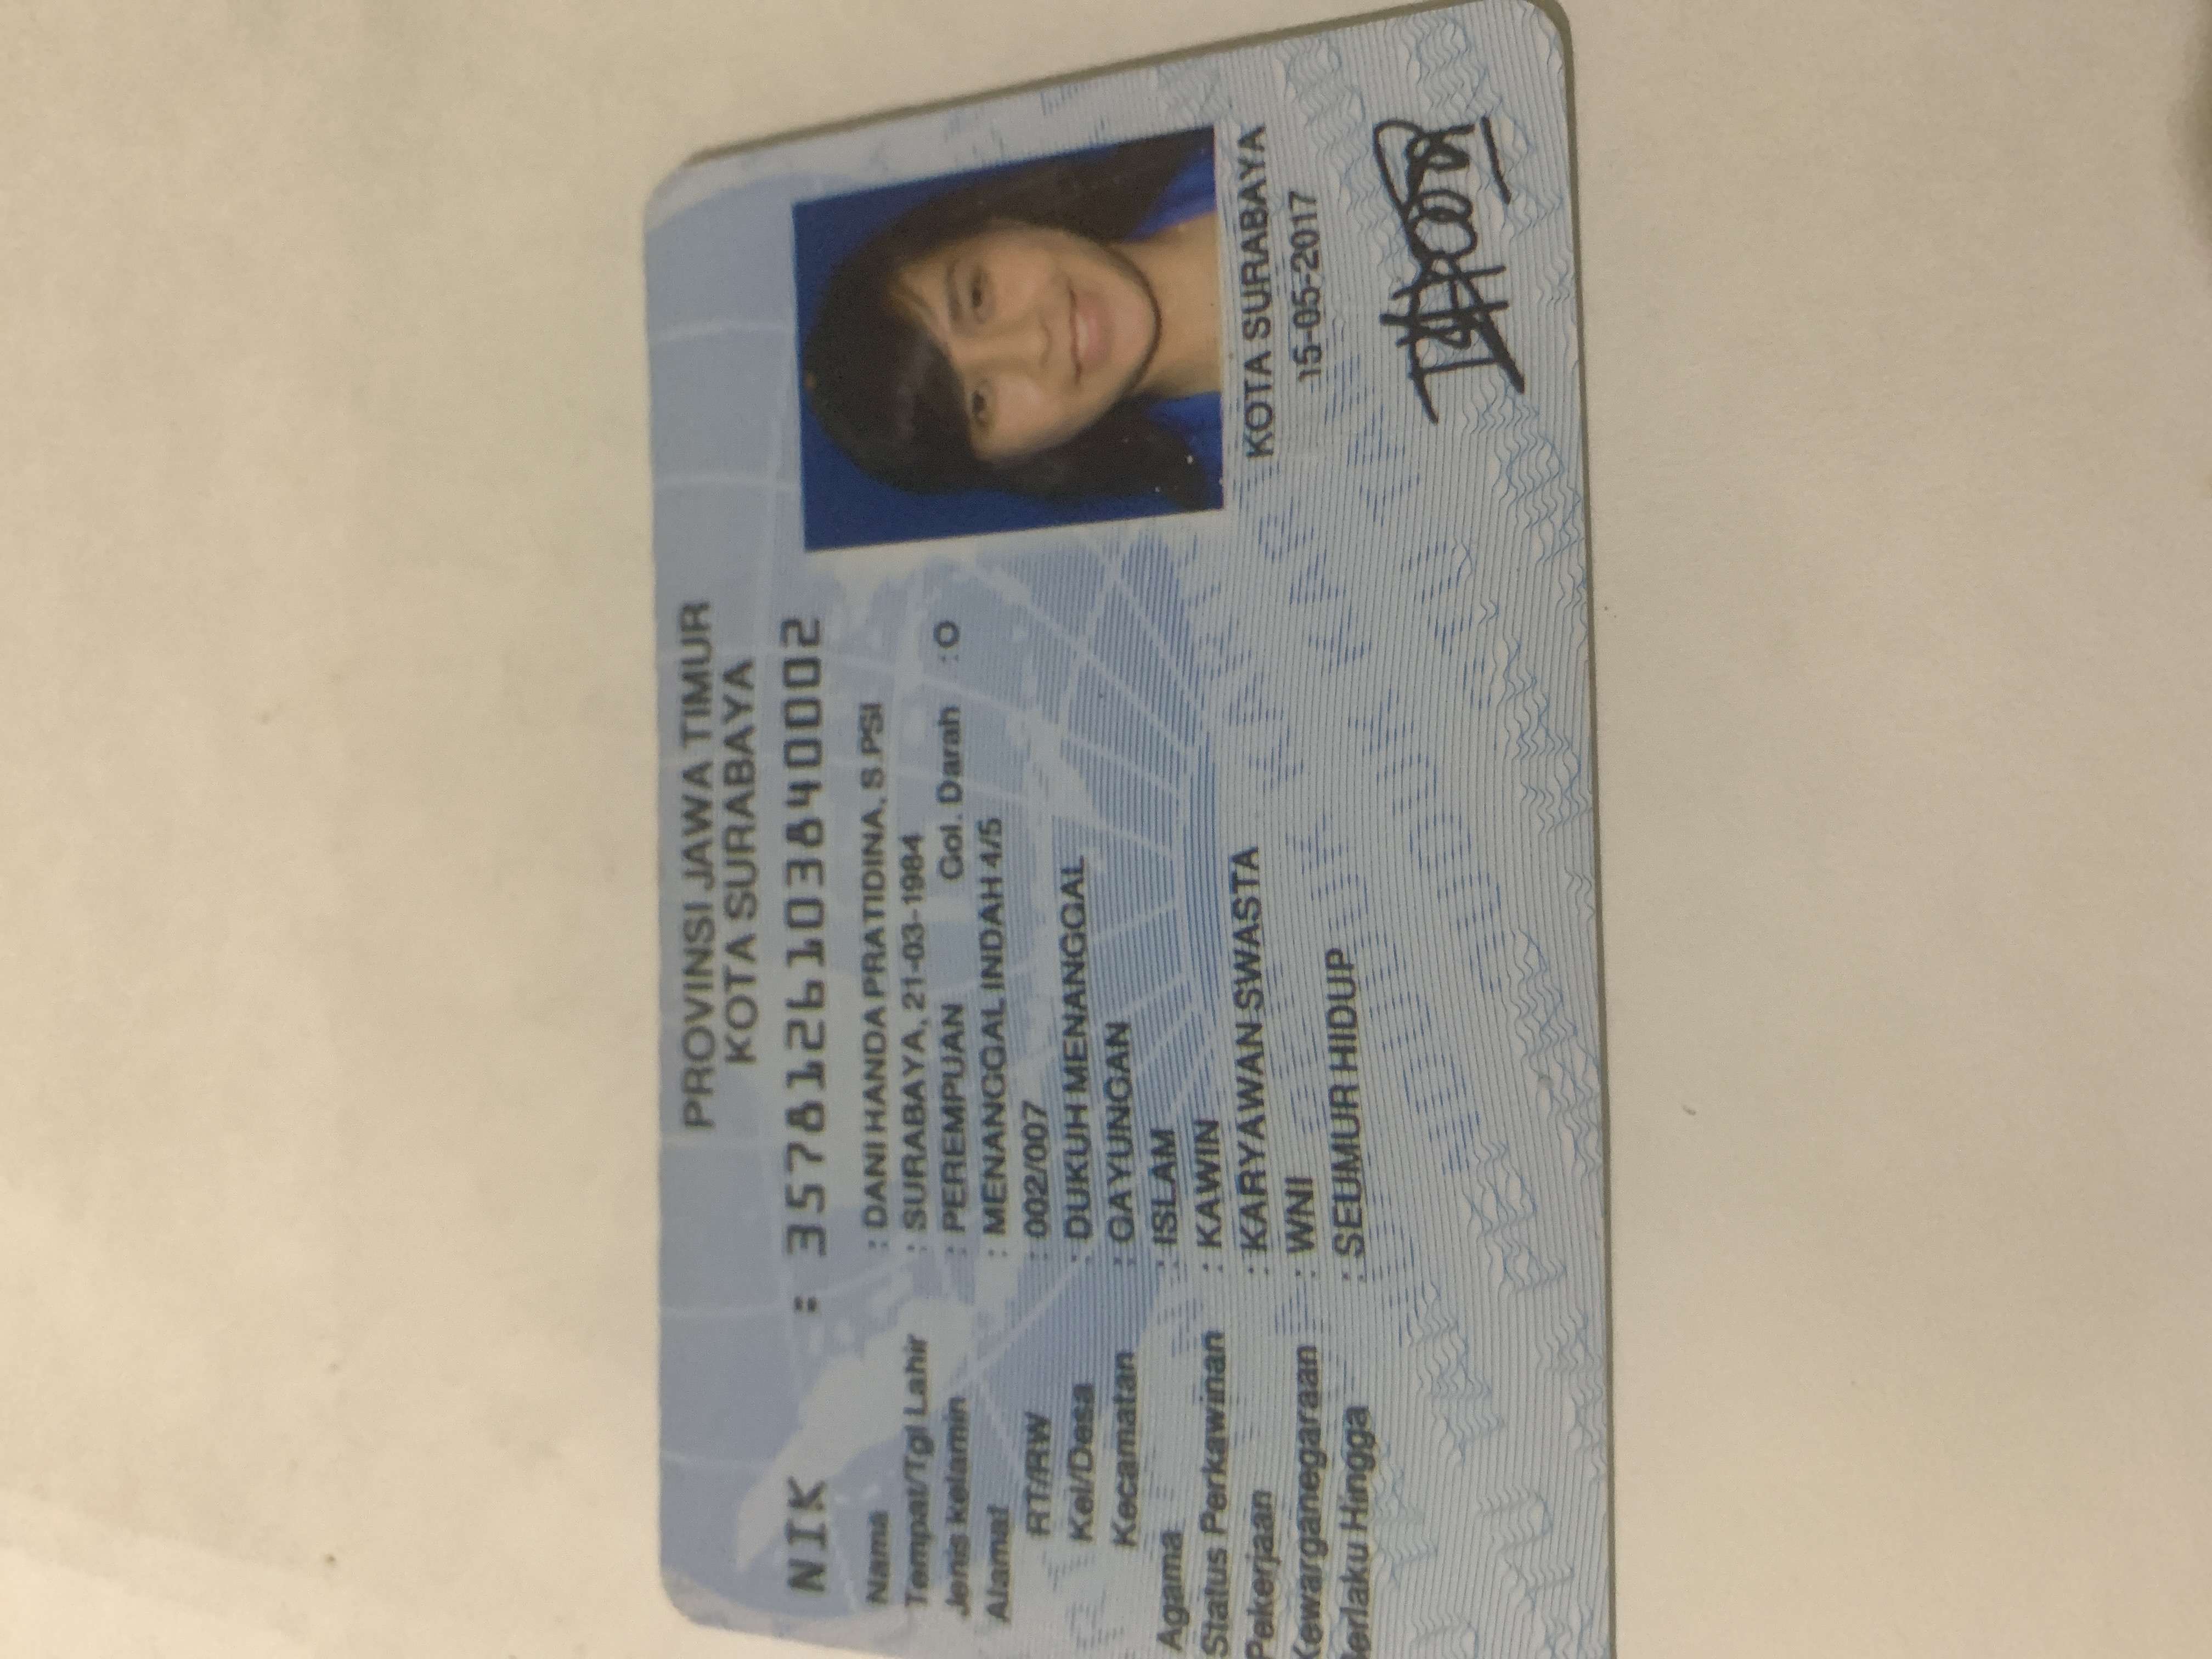 PROVINSI JAWA TIMUR
KOTA SURABAYA
NIK : 3578126103840002
Nama : DANI HANDA PRATIDINA, S.PSI
Tempat/Tgl Lahir : SURABAYA, 21-03-1984
Jenis kelamin : PEREMPUAN Gol. Darah : O
Alamat : MENANGGAL INDAH 4/5
RT/RW : 002/007
Kel/Desa : DUKUH MENANGGAL
Kecamatan : GAYUNGAN
Agama : ISLAM
Status Perkawinan : KAWIN
Pekerjaan : KARYAWAN SWASTA
Kewarganegaraan : WNI
Berlaku Hingga : SEUMUR HIDUP
KOTA SURABAYA
15-05-2017